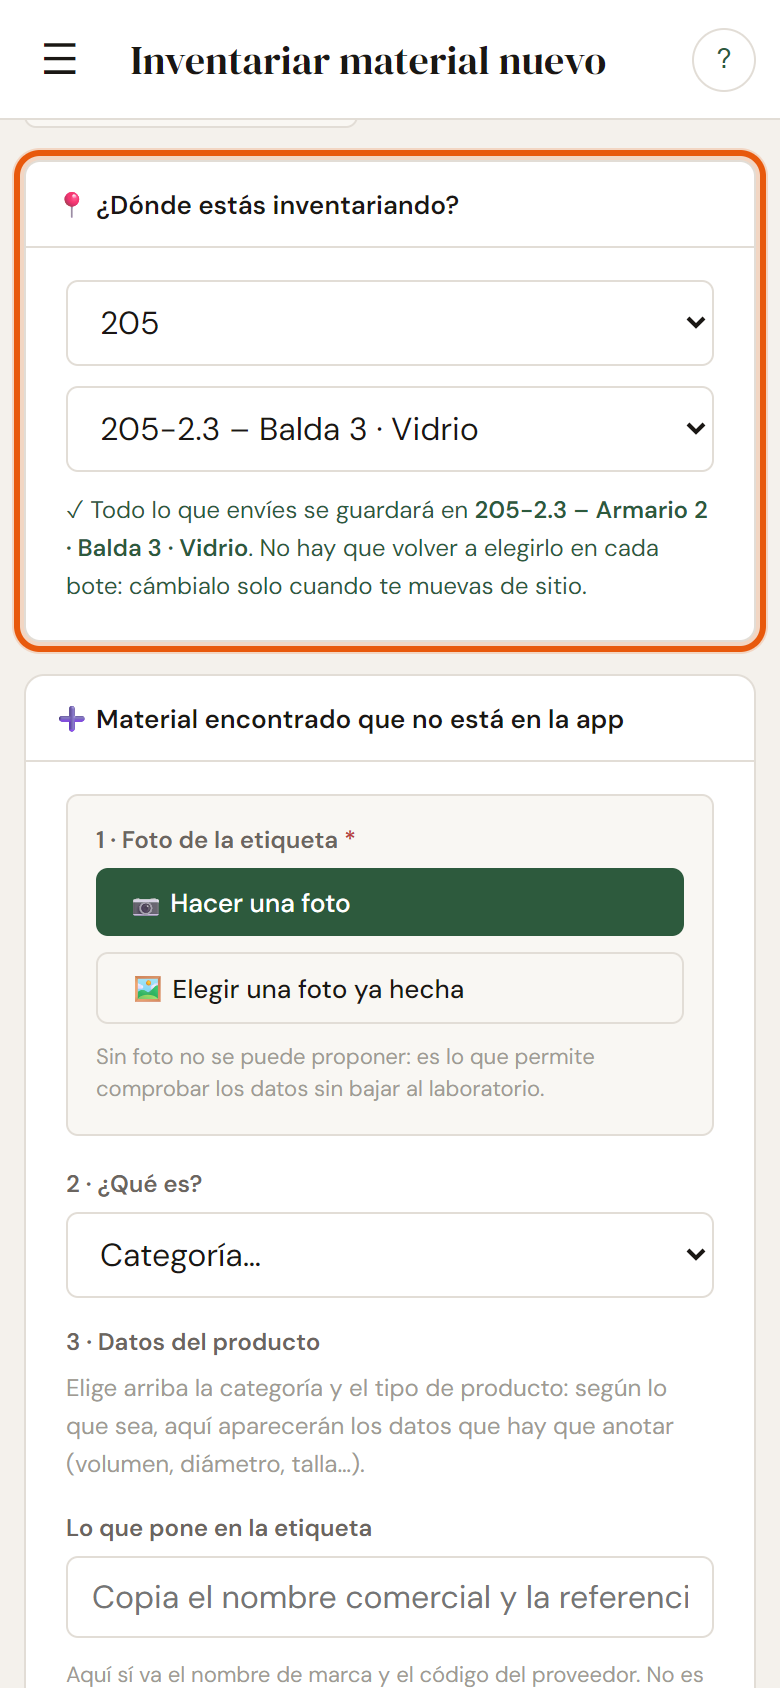 Inventariar material nuevo
?
¿Dónde estás inventariando?
205
205-2.3 – Balda 3 · Vidrio
✓ Todo lo que envíes se guardará en 205-2.3 – Armario 2
· Balda 3 · Vidrio. No hay que volver a elegirlo en cada
bote: cámbialo solo cuando te muevas de sitio.
Material encontrado que no está en la app
1 · Foto de la etiqueta *
Hacer una foto
Elegir una foto ya hecha
Sin foto no se puede proponer: es lo que permite
comprobar los datos sin bajar al laboratorio.
2 · ¿Qué es?
Categoría...
3 · Datos del producto
Elige arriba la categoría y el tipo de producto: según lo
que sea, aquí aparecerán los datos que hay que anotar
(volumen, diámetro, talla...).
Lo que pone en la etiqueta
Copia el nombre comercial y la referenci
Aquí sí va el nombre de marca y el código del proveedor. No es